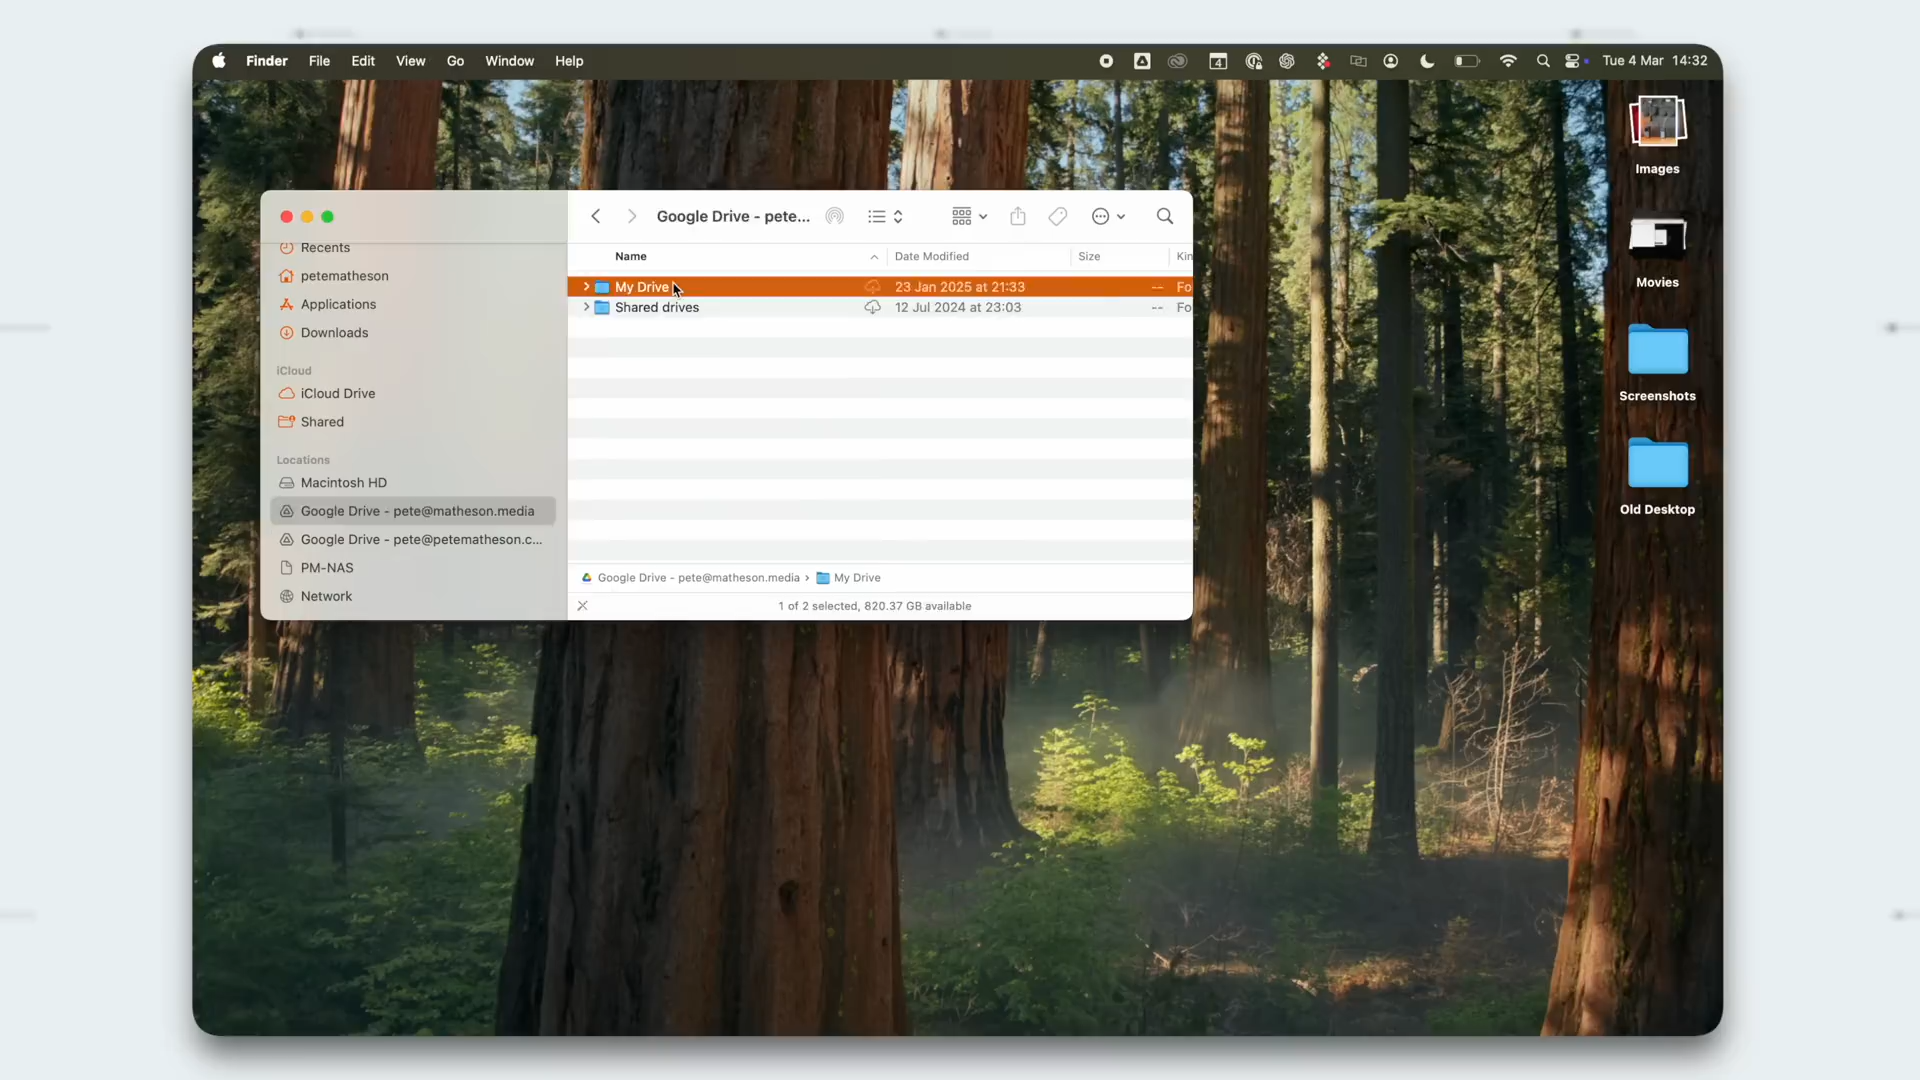 Finder File Edit View Go Window Help
4
Tue 4 Mar 14:32
Images
Movies
Screenshots
Old Desktop
Recents
petematheson
Applications
Downloads
iCloud
iCloud Drive
Shared
Locations
Macintosh HD
Google Drive - pete@matheson.media
Google Drive - pete@petematheson.c...
PM-NAS
Network
Google Drive - pete...
Name Date Modified Size Kin
My Drive 23 Jan 2025 at 21:33 -- Fo
Shared drives 12 Jul 2024 at 23:03 -- Fo
Google Drive - pete@matheson.media › My Drive
1 of 2 selected, 820.37 GB available